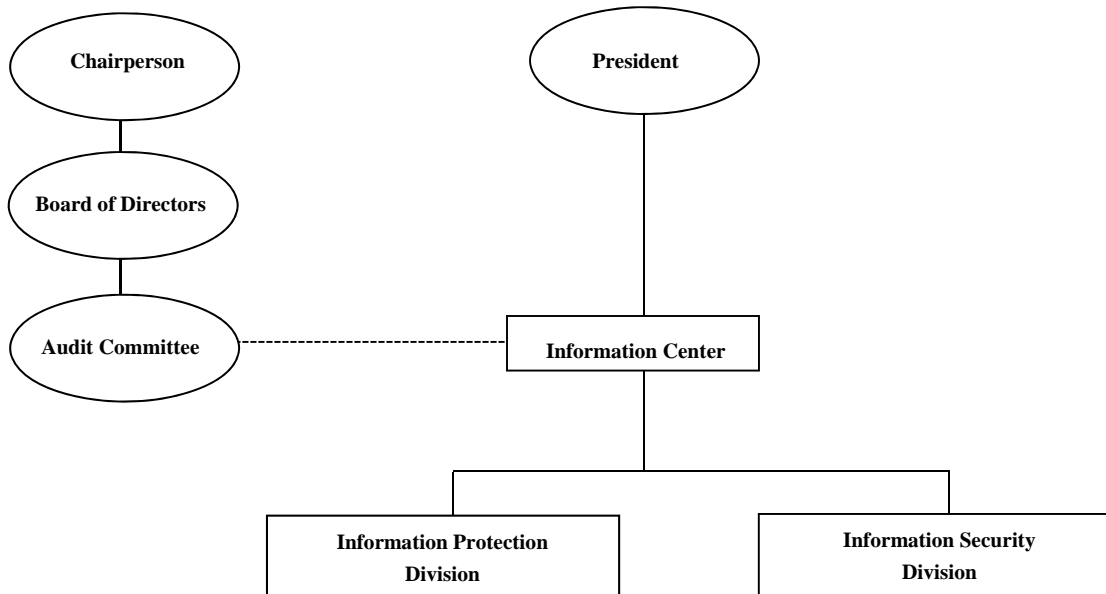 Chairperson
President
Board of Directors
Audit Committee
Information Center
Information Protection
Division
Information Security
Division